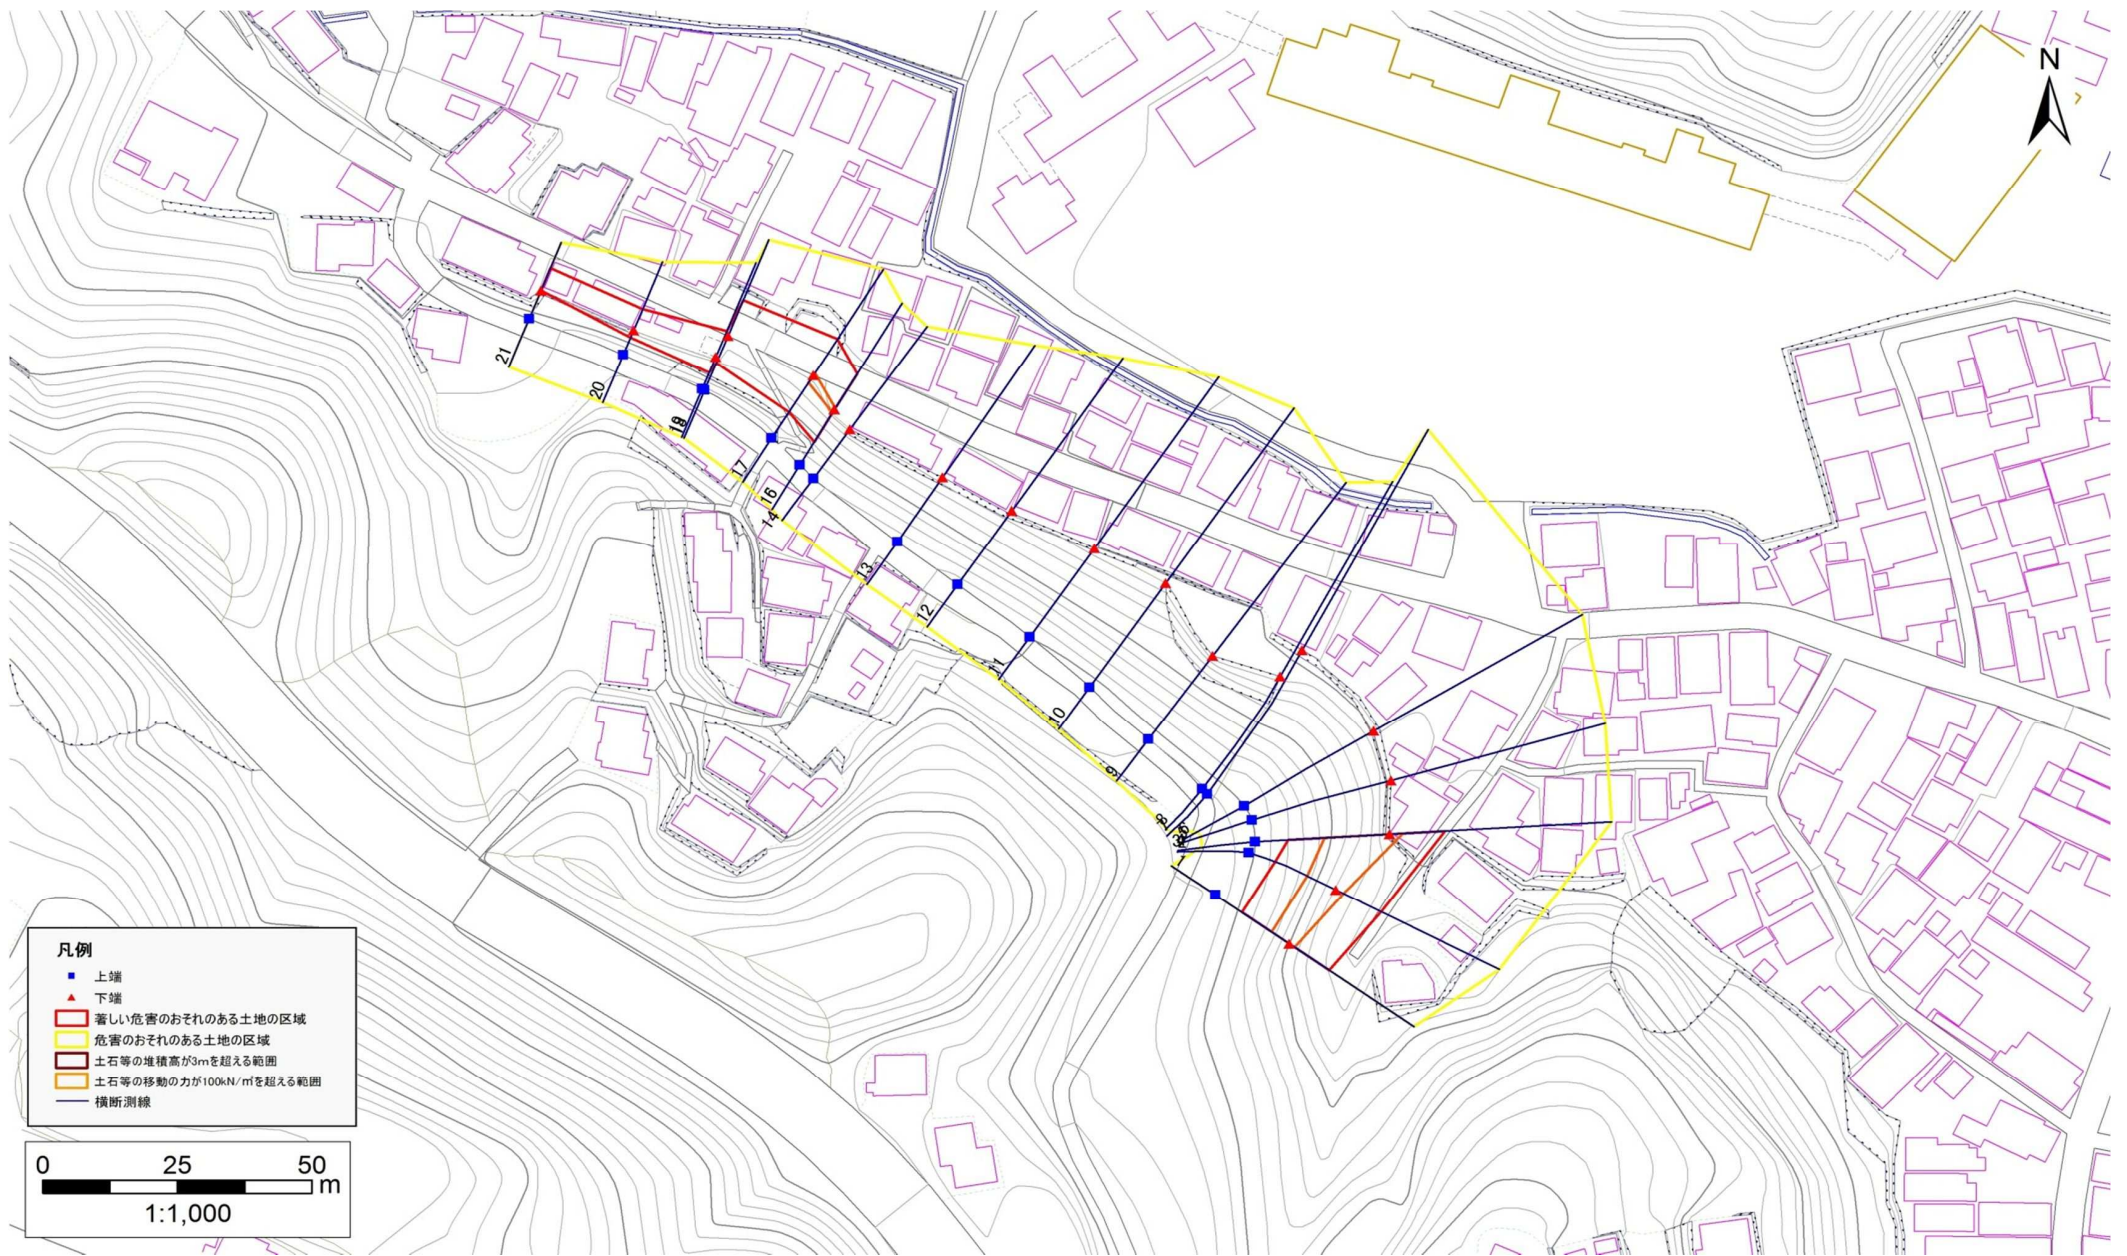 N
21
20
19
17
16
14
13
12
11
10
9
8
1
凡例
上端
下端
著しい危害のおそれのある土地の区域
危害のおそれのある土地の区域
土石等の堆積高が3mを超える範囲
土石等の移動の力が100kN/㎡を超える範囲
横断測線
0 25 50
m
1:1,000